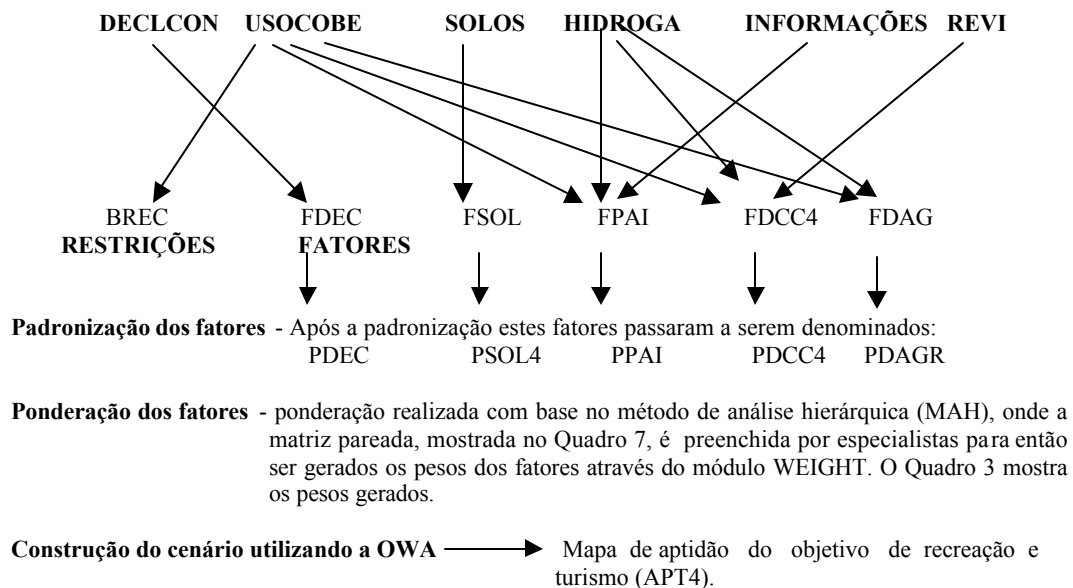 DECLCON USOCOBE SOLOS HIDROGA INFORMAÇÕES REVI
BREC FDEC FSOL FPAI FDCC4 FDAG
RESTRIÇÕES FATORES
Padronização dos fatores - Após a padronização estes fatores passaram a serem denominados:
PDEC PSOL4 PPAI PDCC4 PDAGR
Ponderação dos fatores - ponderação realizada com base no método de análise hierárquica (MAH), onde a
matriz pareada, mostrada no Quadro 7, é preenchida por especialistas para então
ser gerados os pesos dos fatores através do módulo WEIGHT. O Quadro 3 mostra
os pesos gerados.
Construção do cenário utilizando a OWA Mapa de aptidão do objetivo de recreação e
turismo (APT4).